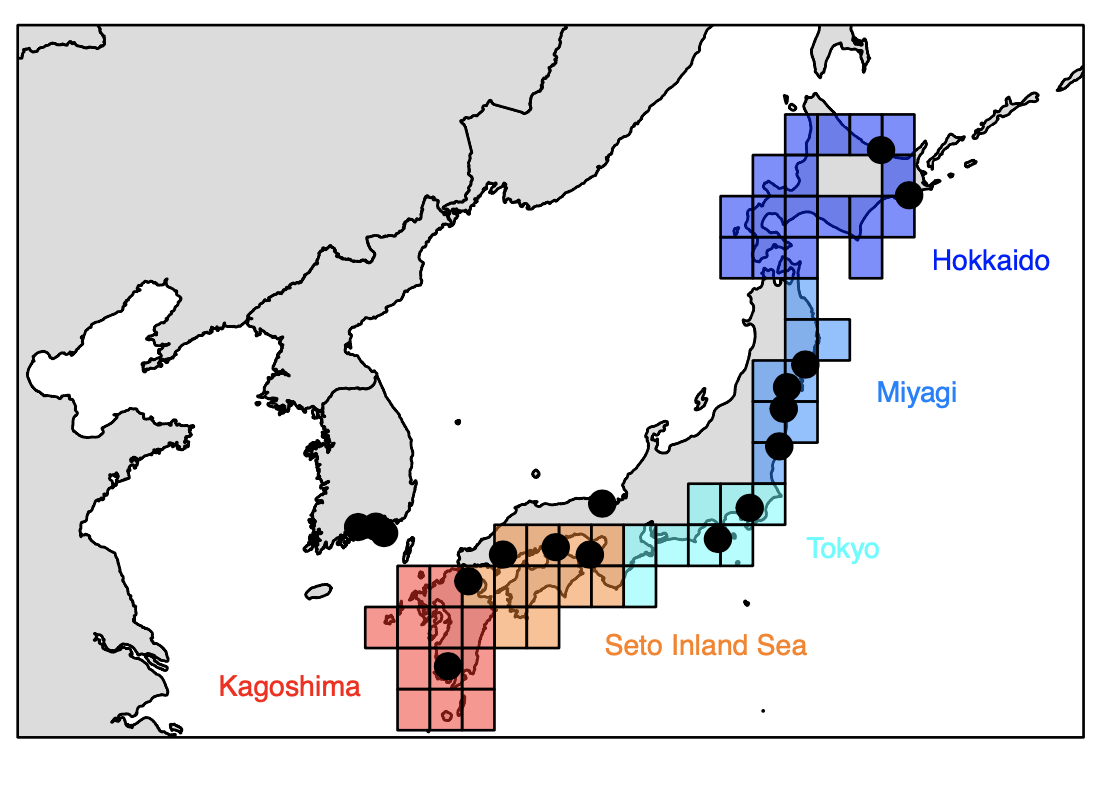 Hokkaido
Miyagi
Tokyo
Seto Inland Sea
Kagoshima